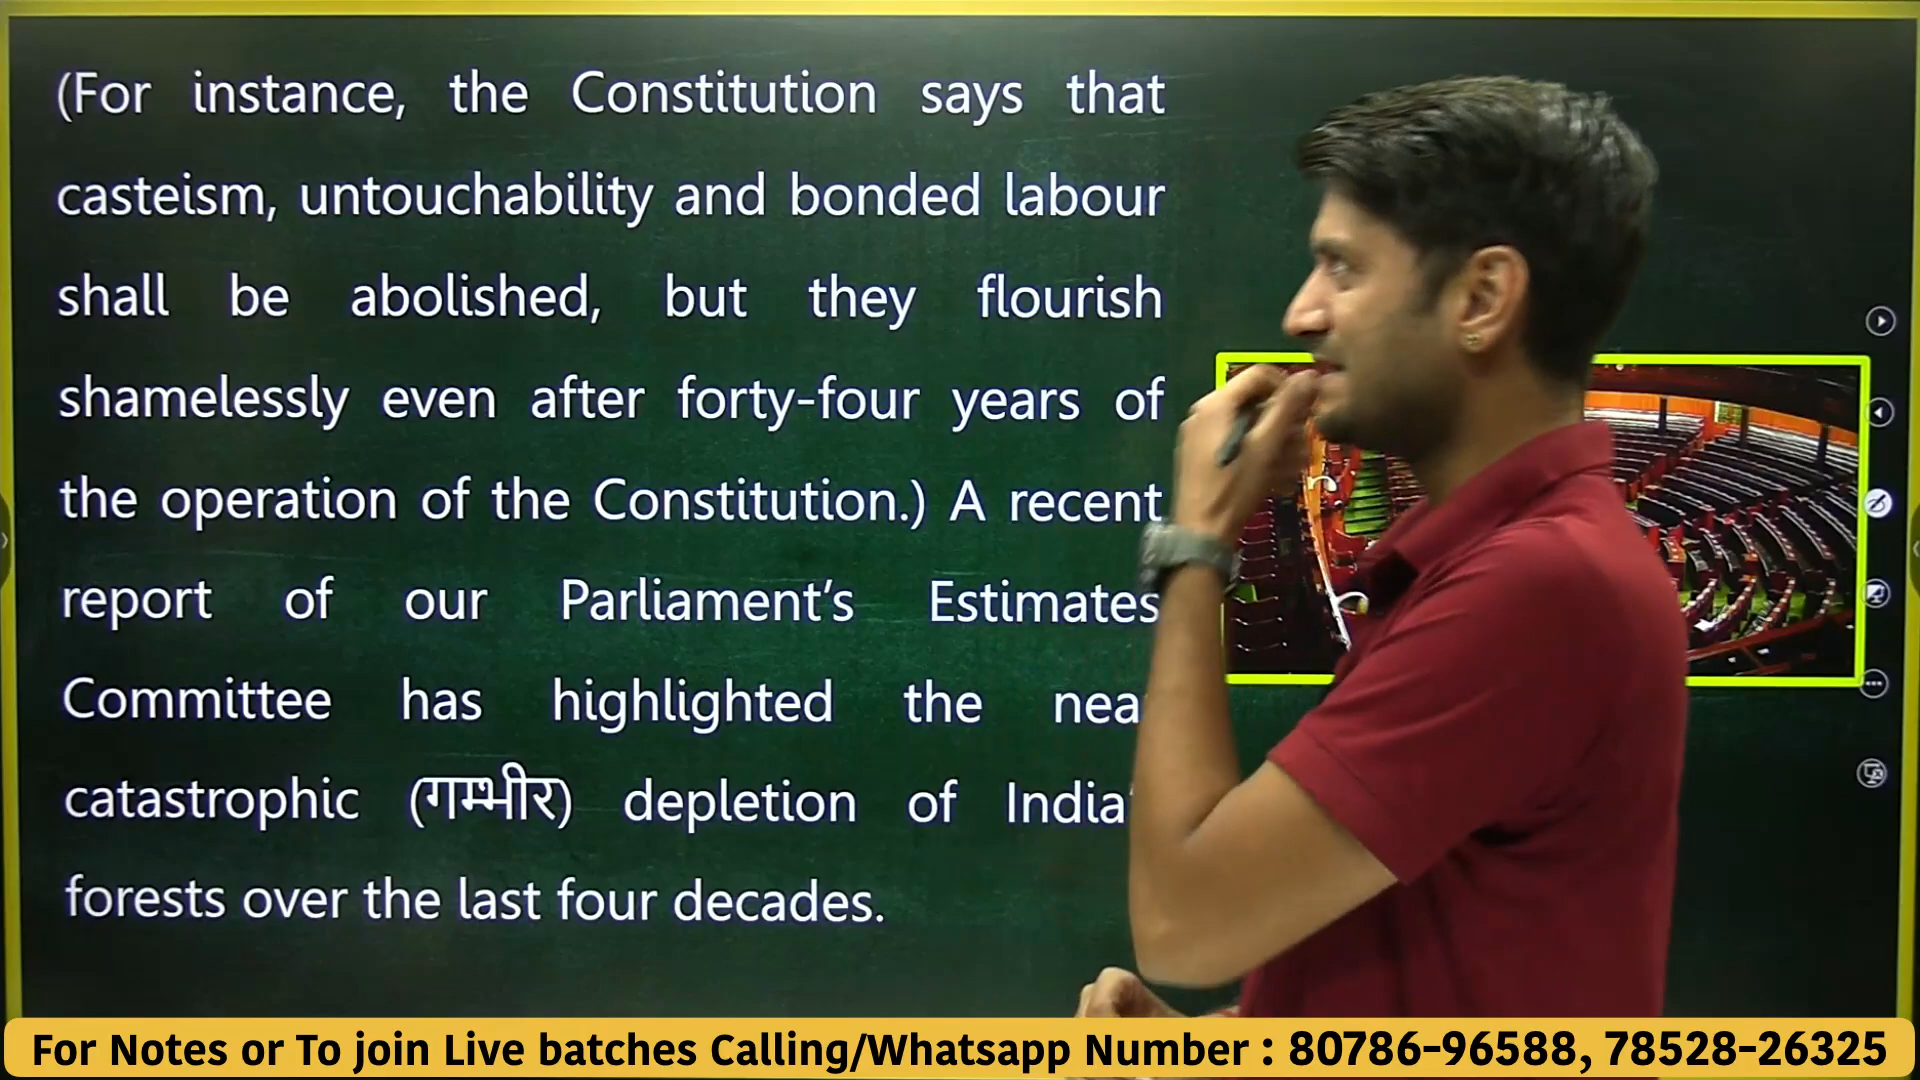 (For instance, the Constitution says that
casteism, untouchability and bonded labour
shall be abolished, but they flourish
shamelessly even after forty-four years of
the operation of the Constitution.) A recent
report of our Parliament’s Estimates
Committee has highlighted the nea
catastrophic (गम्भीर) depletion of India’
forests over the last four decades.
For Notes or To join Live batches Calling/Whatsapp Number : 80786-96588, 78528-26325